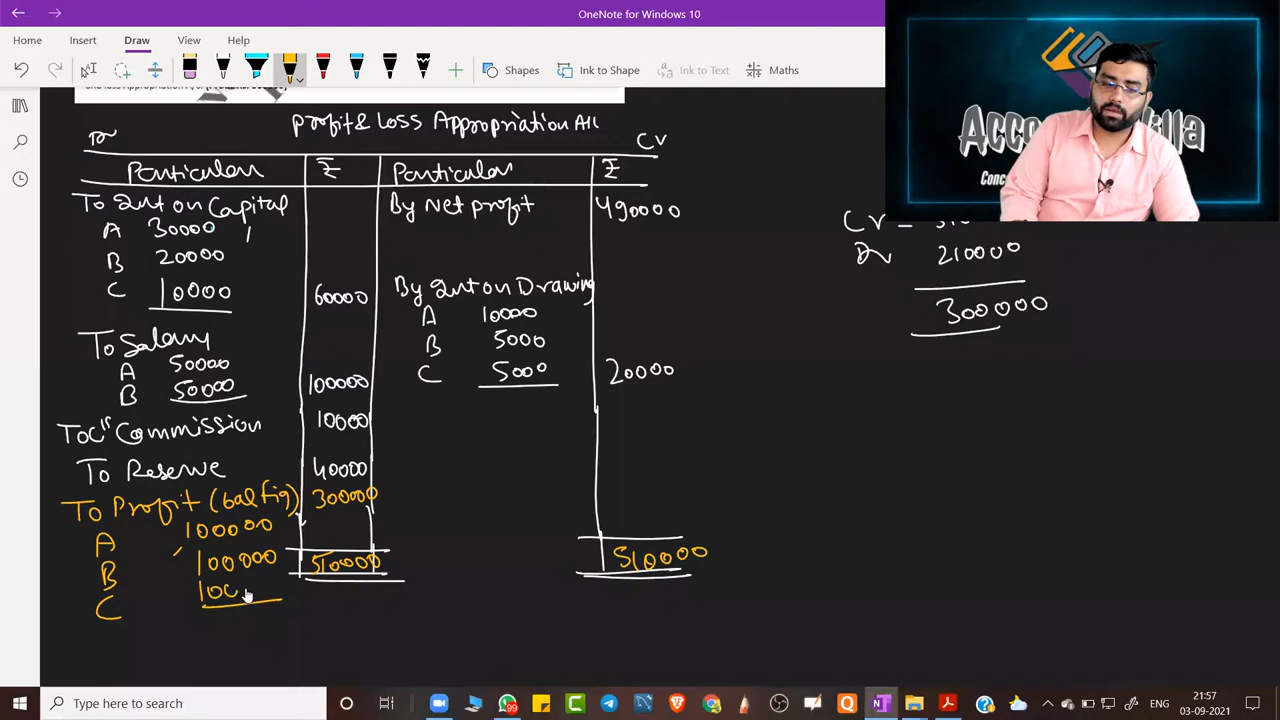 OneNote for Windows 10
Home Insert Draw View Help
Shapes Ink to Shape Ink to Text Maths
Profit & Loss Appropriation A/c
Dr Cr
Particular ₹ Particular ₹
To Int on Capital By Net profit 490000
A 30000
B 20000
C 10000 60000
By Int on Drawing
A 10000
B 5000
C 5000 20000
To Salary
A 50000
B 50000 100000
To C" Commission 10000
To Reserve 40000
To Profit (bal fig) 300000
A 100000
B 100000
C 100
510000 510000
Cr -
Dr 210000
300000
Type here to search
ENG
21:57
03-09-2021